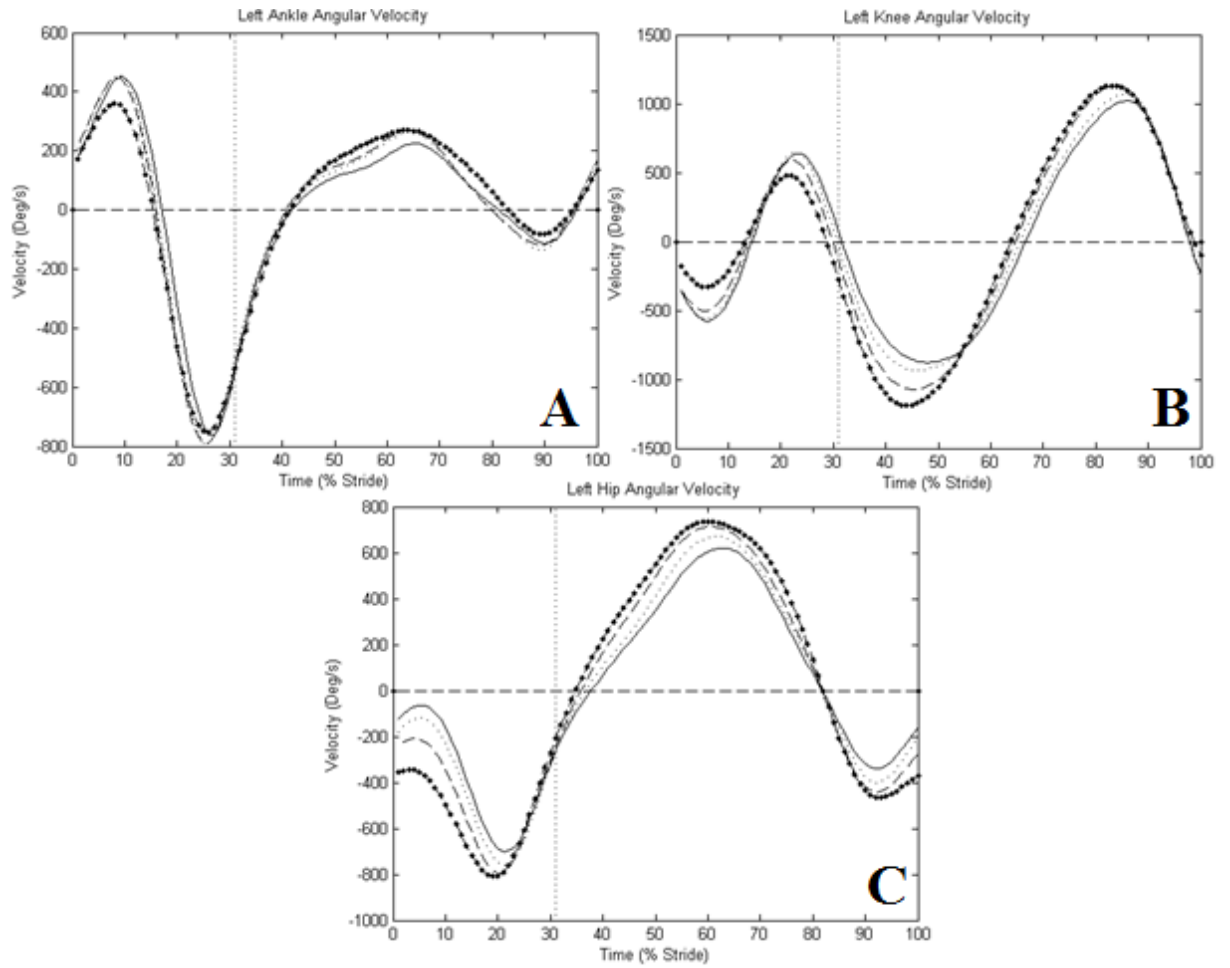 Left Ankle Angular Velocity
600
400
200
0
-200
-400
-600
-800
Velocity (Deg/s)
0 10 20 30 40 50 60 70 80 90 100
Time (% Stride)
A
Left Knee Angular Velocity
1500
1000
500
0
-500
-1000
-1500
Velocity (Deg/s)
0 10 20 30 40 50 60 70 80 90 100
Time (% Stride)
B
Left Hip Angular Velocity
800
600
400
200
0
-200
-400
-600
-800
-1000
Velocity (Deg/s)
0 10 20 30 40 50 60 70 80 90 100
Time (% Stride)
C